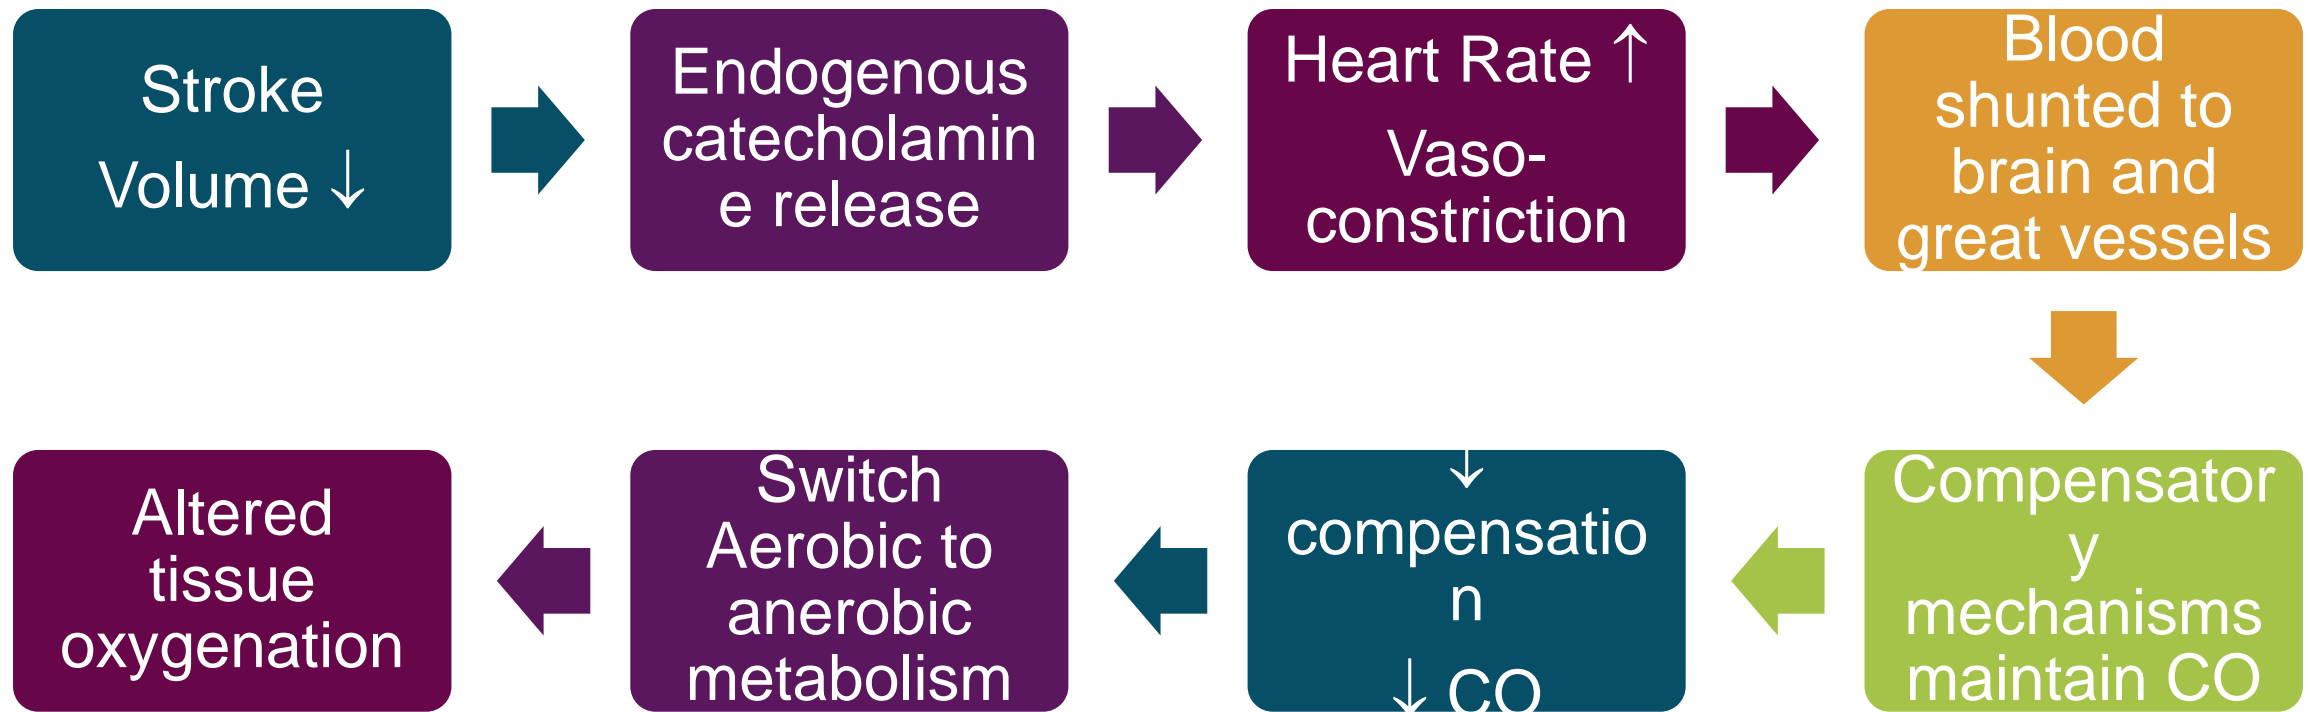 Stroke
Volume ↓
Endogenous
catecholamin
e release
Heart Rate ↑
Vaso-
constriction
Blood
shunted to
brain and
great vessels
Compensator
y
mechanisms
maintain CO
↓
compensatio
n
↓ CO
Switch
Aerobic to
anerobic
metabolism
Altered
tissue
oxygenation